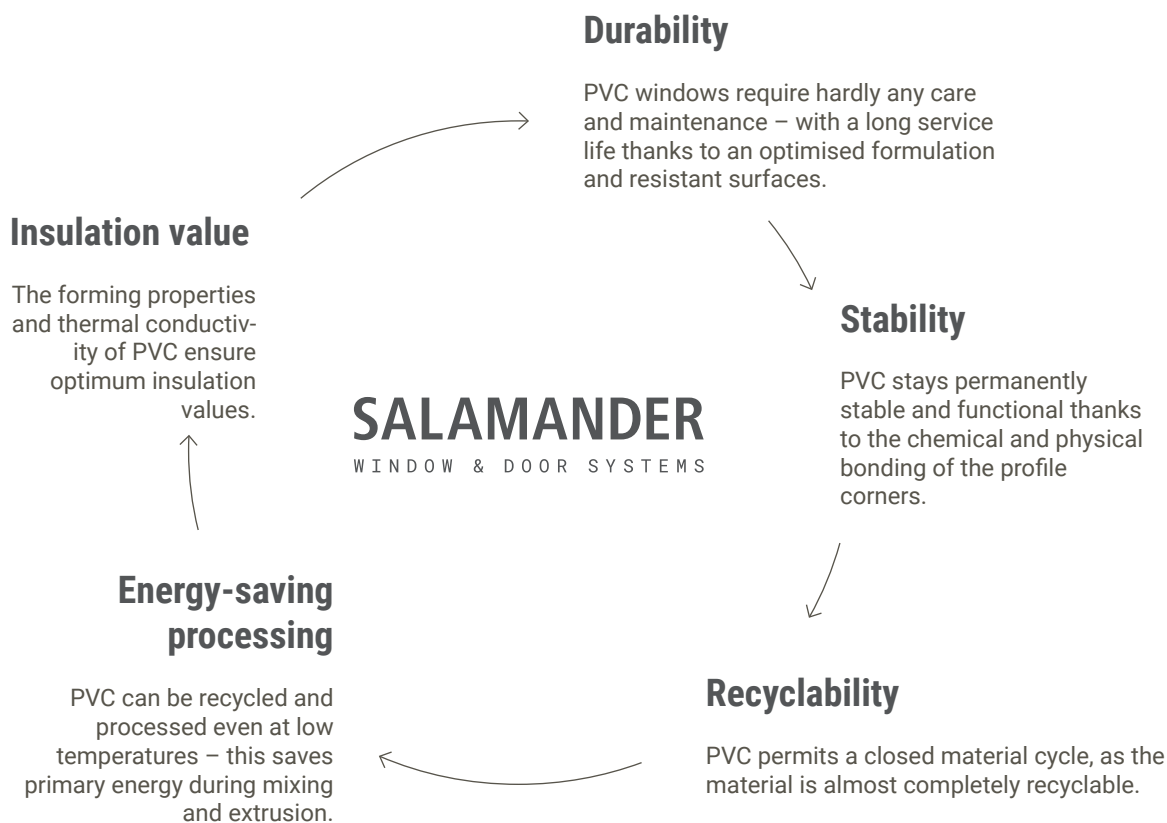 Durability
PVC windows require hardly any care
and maintenance – with a long service
life thanks to an optimised formulation
and resistant surfaces.
Stability
PVC stays permanently
stable and functional thanks
to the chemical and physical
bonding of the profile
corners.
Recyclability
PVC permits a closed material cycle, as the
material is almost completely recyclable.
Energy-saving
processing
PVC can be recycled and
processed even at low
temperatures – this saves
primary energy during mixing
and extrusion.
Insulation value
The forming properties
and thermal conductiv-
ity of PVC ensure
optimum insulation
values.
SALAMANDER
WINDOW & DOOR SYSTEMS